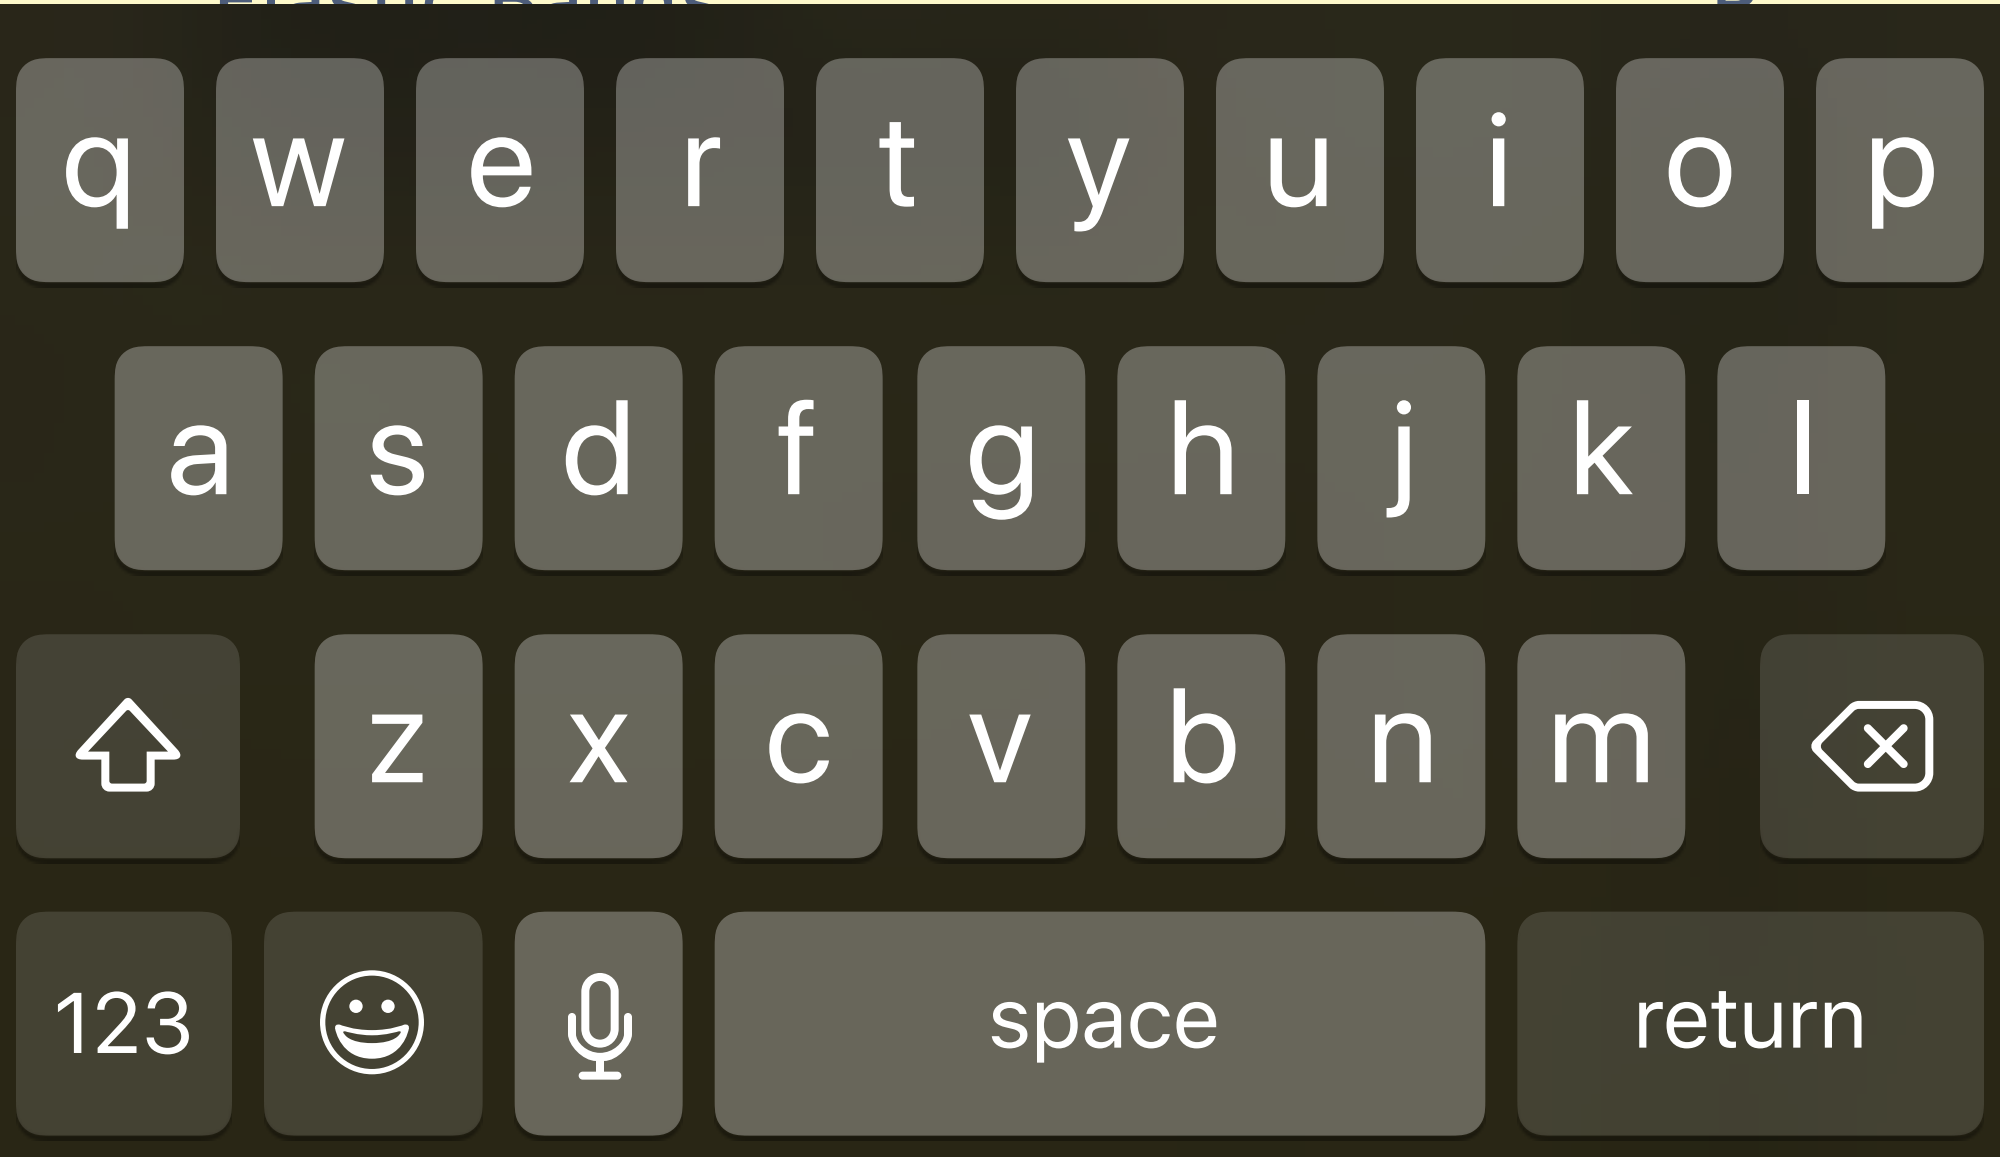 q w e r t y u i o p
a s d f g h j k l
z x c v b n m
123 space return